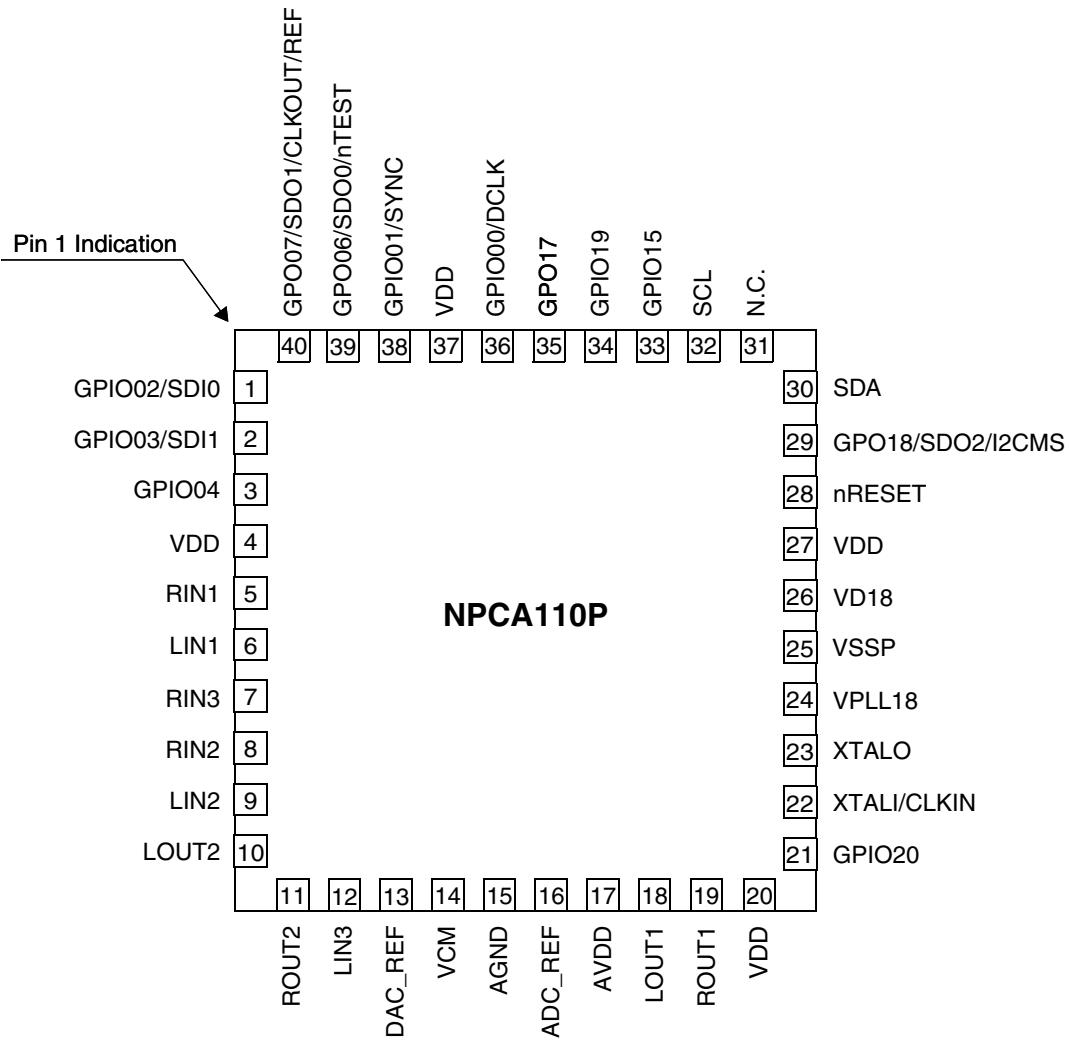 GPO07/SDO1/CLKOUT/REF
GPO06/SDO0/nTEST
GPIO01/SYNC
VDD
GPIO00/DCLK
GPO17
GPIO19
GPIO15
SCL
N.C.
Pin 1 Indication
40 39 38 37 36 35 34 33 32 31
GPIO02/SDI0 1
GPIO03/SDI1 2
GPIO04 3
VDD 4
RIN1 5
LIN1 6
RIN3 7
RIN2 8
LIN2 9
LOUT2 10
NPCA110P
30 SDA
29 GPO18/SDO2/I2CMS
28 nRESET
27 VDD
26 VD18
25 VSSP
24 VPLL18
23 XTALO
22 XTALI/CLKIN
21 GPIO20
11 12 13 14 15 16 17 18 19 20
ROUT2
LIN3
DAC_REF
VCM
AGND
ADC_REF
AVDD
LOUT1
ROUT1
VDD